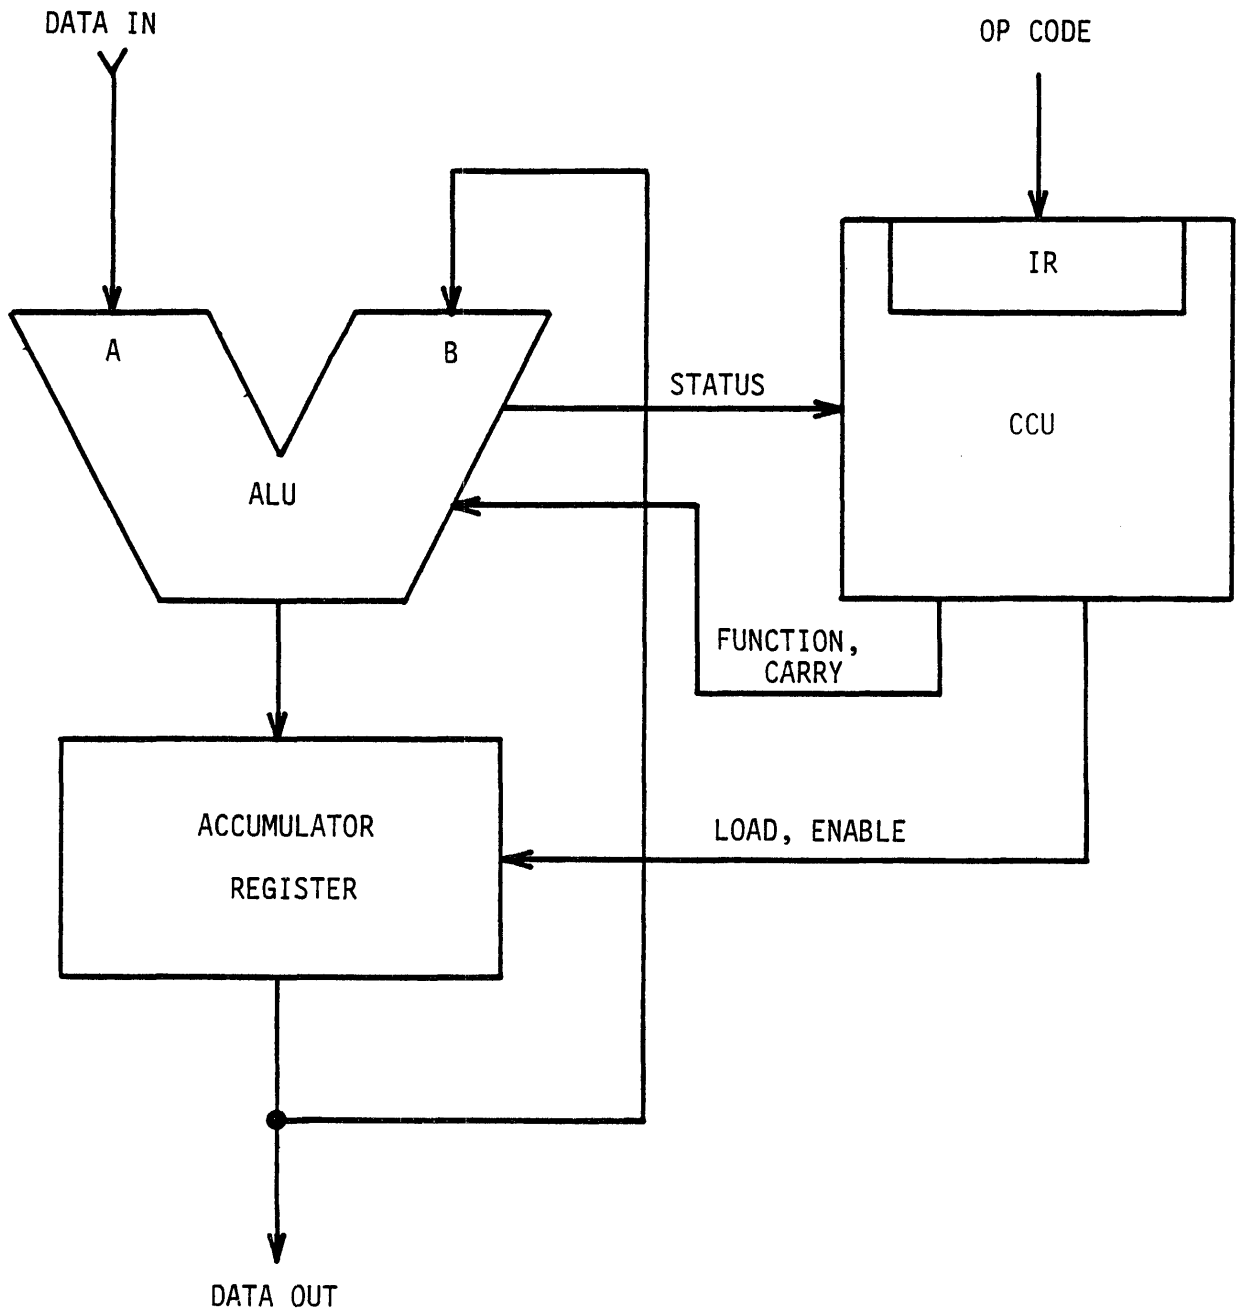 DATA IN
OP CODE
IR
A
B
STATUS
CCU
ALU
FUNCTION,
CARRY
ACCUMULATOR
REGISTER
LOAD, ENABLE
DATA OUT